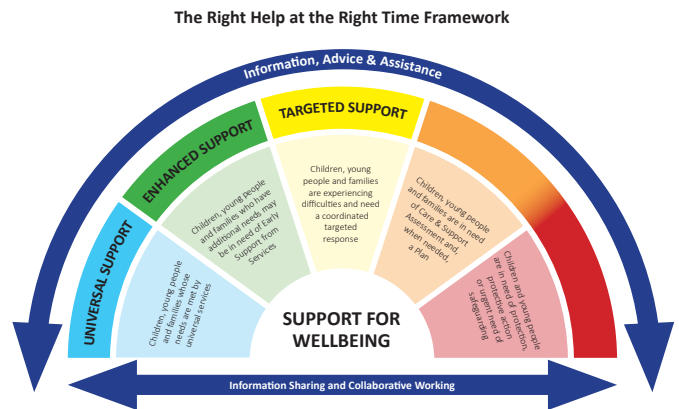 The Right Help at the Right Time Framework
Information, Advice & Assistance
UNIVERSAL SUPPORT
ENHANCED SUPPORT
TARGETED SUPPORT
Children, young people
and families whose
needs are met by
universal services
Children, young people
and families who have
additional needs may
be in need of Early
Support from
Services
Children, young
people and families
are experiencing
difficulties and need
a coordinated
targeted
response
Children, young people
and families are in need
of Care & Support
Assessment and,
when needed,
a plan
Children and young people
are in need of protection,
protective action
or urgent need of
safeguarding
SUPPORT FOR
WELLBEING
Information Sharing and Collaborative Working